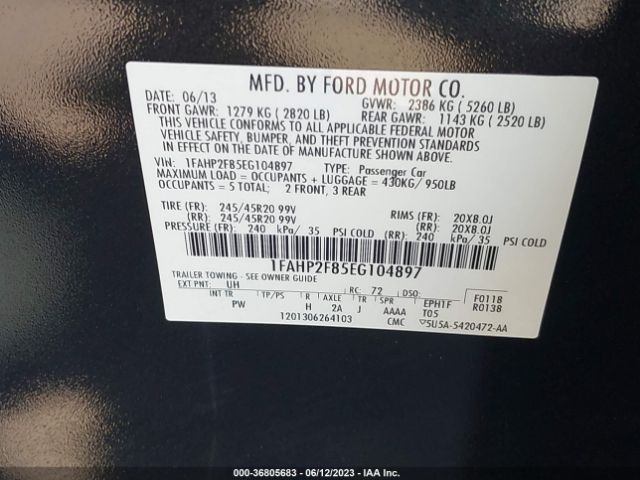 MFD. BY FORD MOTOR CO.
DATE: 06/13 GVWR: 2386 KG ( 5260 LB)
FRONT GAWR: 1279 KG ( 2820 LB) REAR GAWR: 1143 KG ( 2520 LB)
THIS VEHICLE CONFORMS TO ALL APPLICABLE FEDERAL MOTOR
VEHICLE SAFETY, BUMPER, AND THEFT PREVENTION STANDARDS
IN EFFECT ON THE DATE OF MANUFACTURE SHOWN ABOVE.
VIN: 1FAHP2F85EG104897 TYPE: Passenger Car
MAXIMUM LOAD = OCCUPANTS + LUGGAGE = 430KG/ 950LB
OCCUPANTS = 5 TOTAL; 2 FRONT, 3 REAR
TIRE (FR): 245/45R20 99V RIMS (FR): 20X8.0J
(RR): 245/45R20 99V (RR): 20X8.0J
PRESSURE (FR): 240 kPa/ 35 PSI COLD (RR): 240 kPa/ 35 PSI COLD
1FAHP2F85EG104897
TRAILER TOWING - SEE OWNER GUIDE
EXT PNT: UH RC: 72 DSO: F0118
INT TR TP/PS R AXLE TR SPR EPH1F R0138
PW H 2A J AAAA T05
1201306264103 CMC 5U5A-5420472-AA
000-36805683 - 06/12/2023 - IAAI.COM